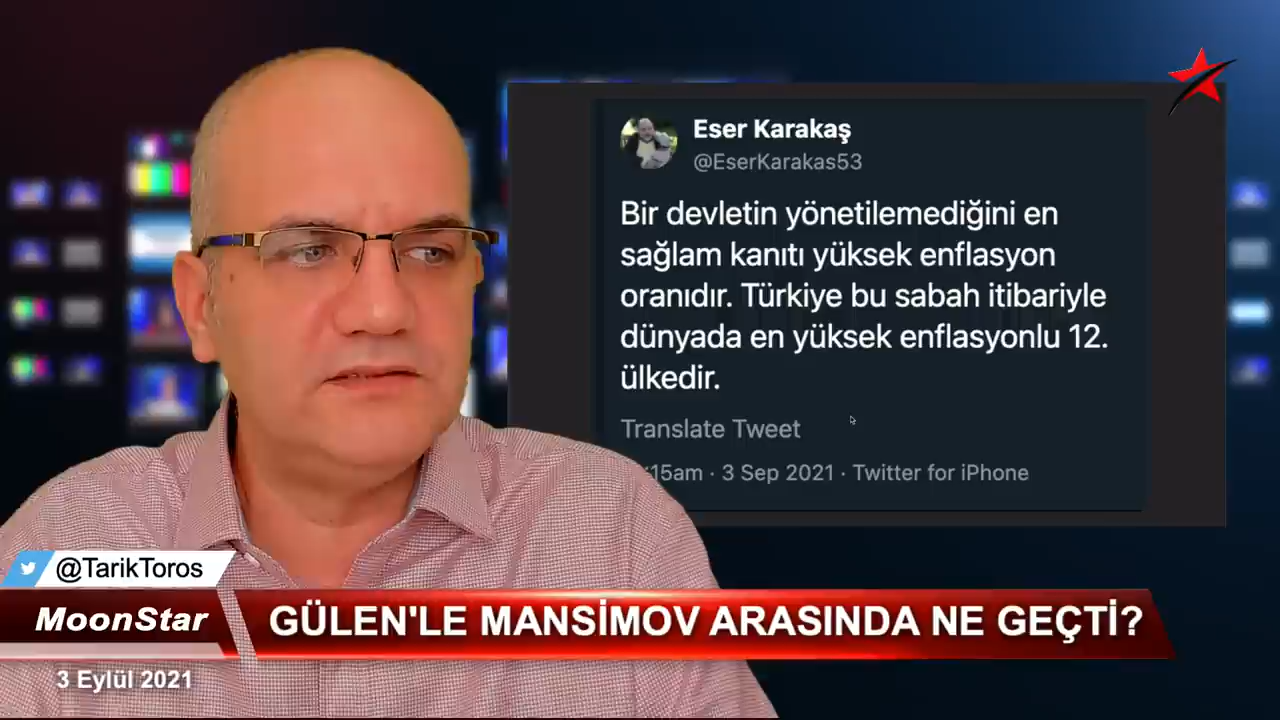 Eser Karakaş
@EserKarakas53
Bir devletin yönetilemediğini en
sağlam kanıtı yüksek enflasyon
oranıdır. Türkiye bu sabah itibariyle
dünyada en yüksek enflasyonlu 12.
ülkedir.
Translate Tweet
:15am · 3 Sep 2021 · Twitter for iPhone
@TarikToros
MoonStar
GÜLEN'LE MANSİMOV ARASINDA NE GEÇTİ?
3 Eylül 2021